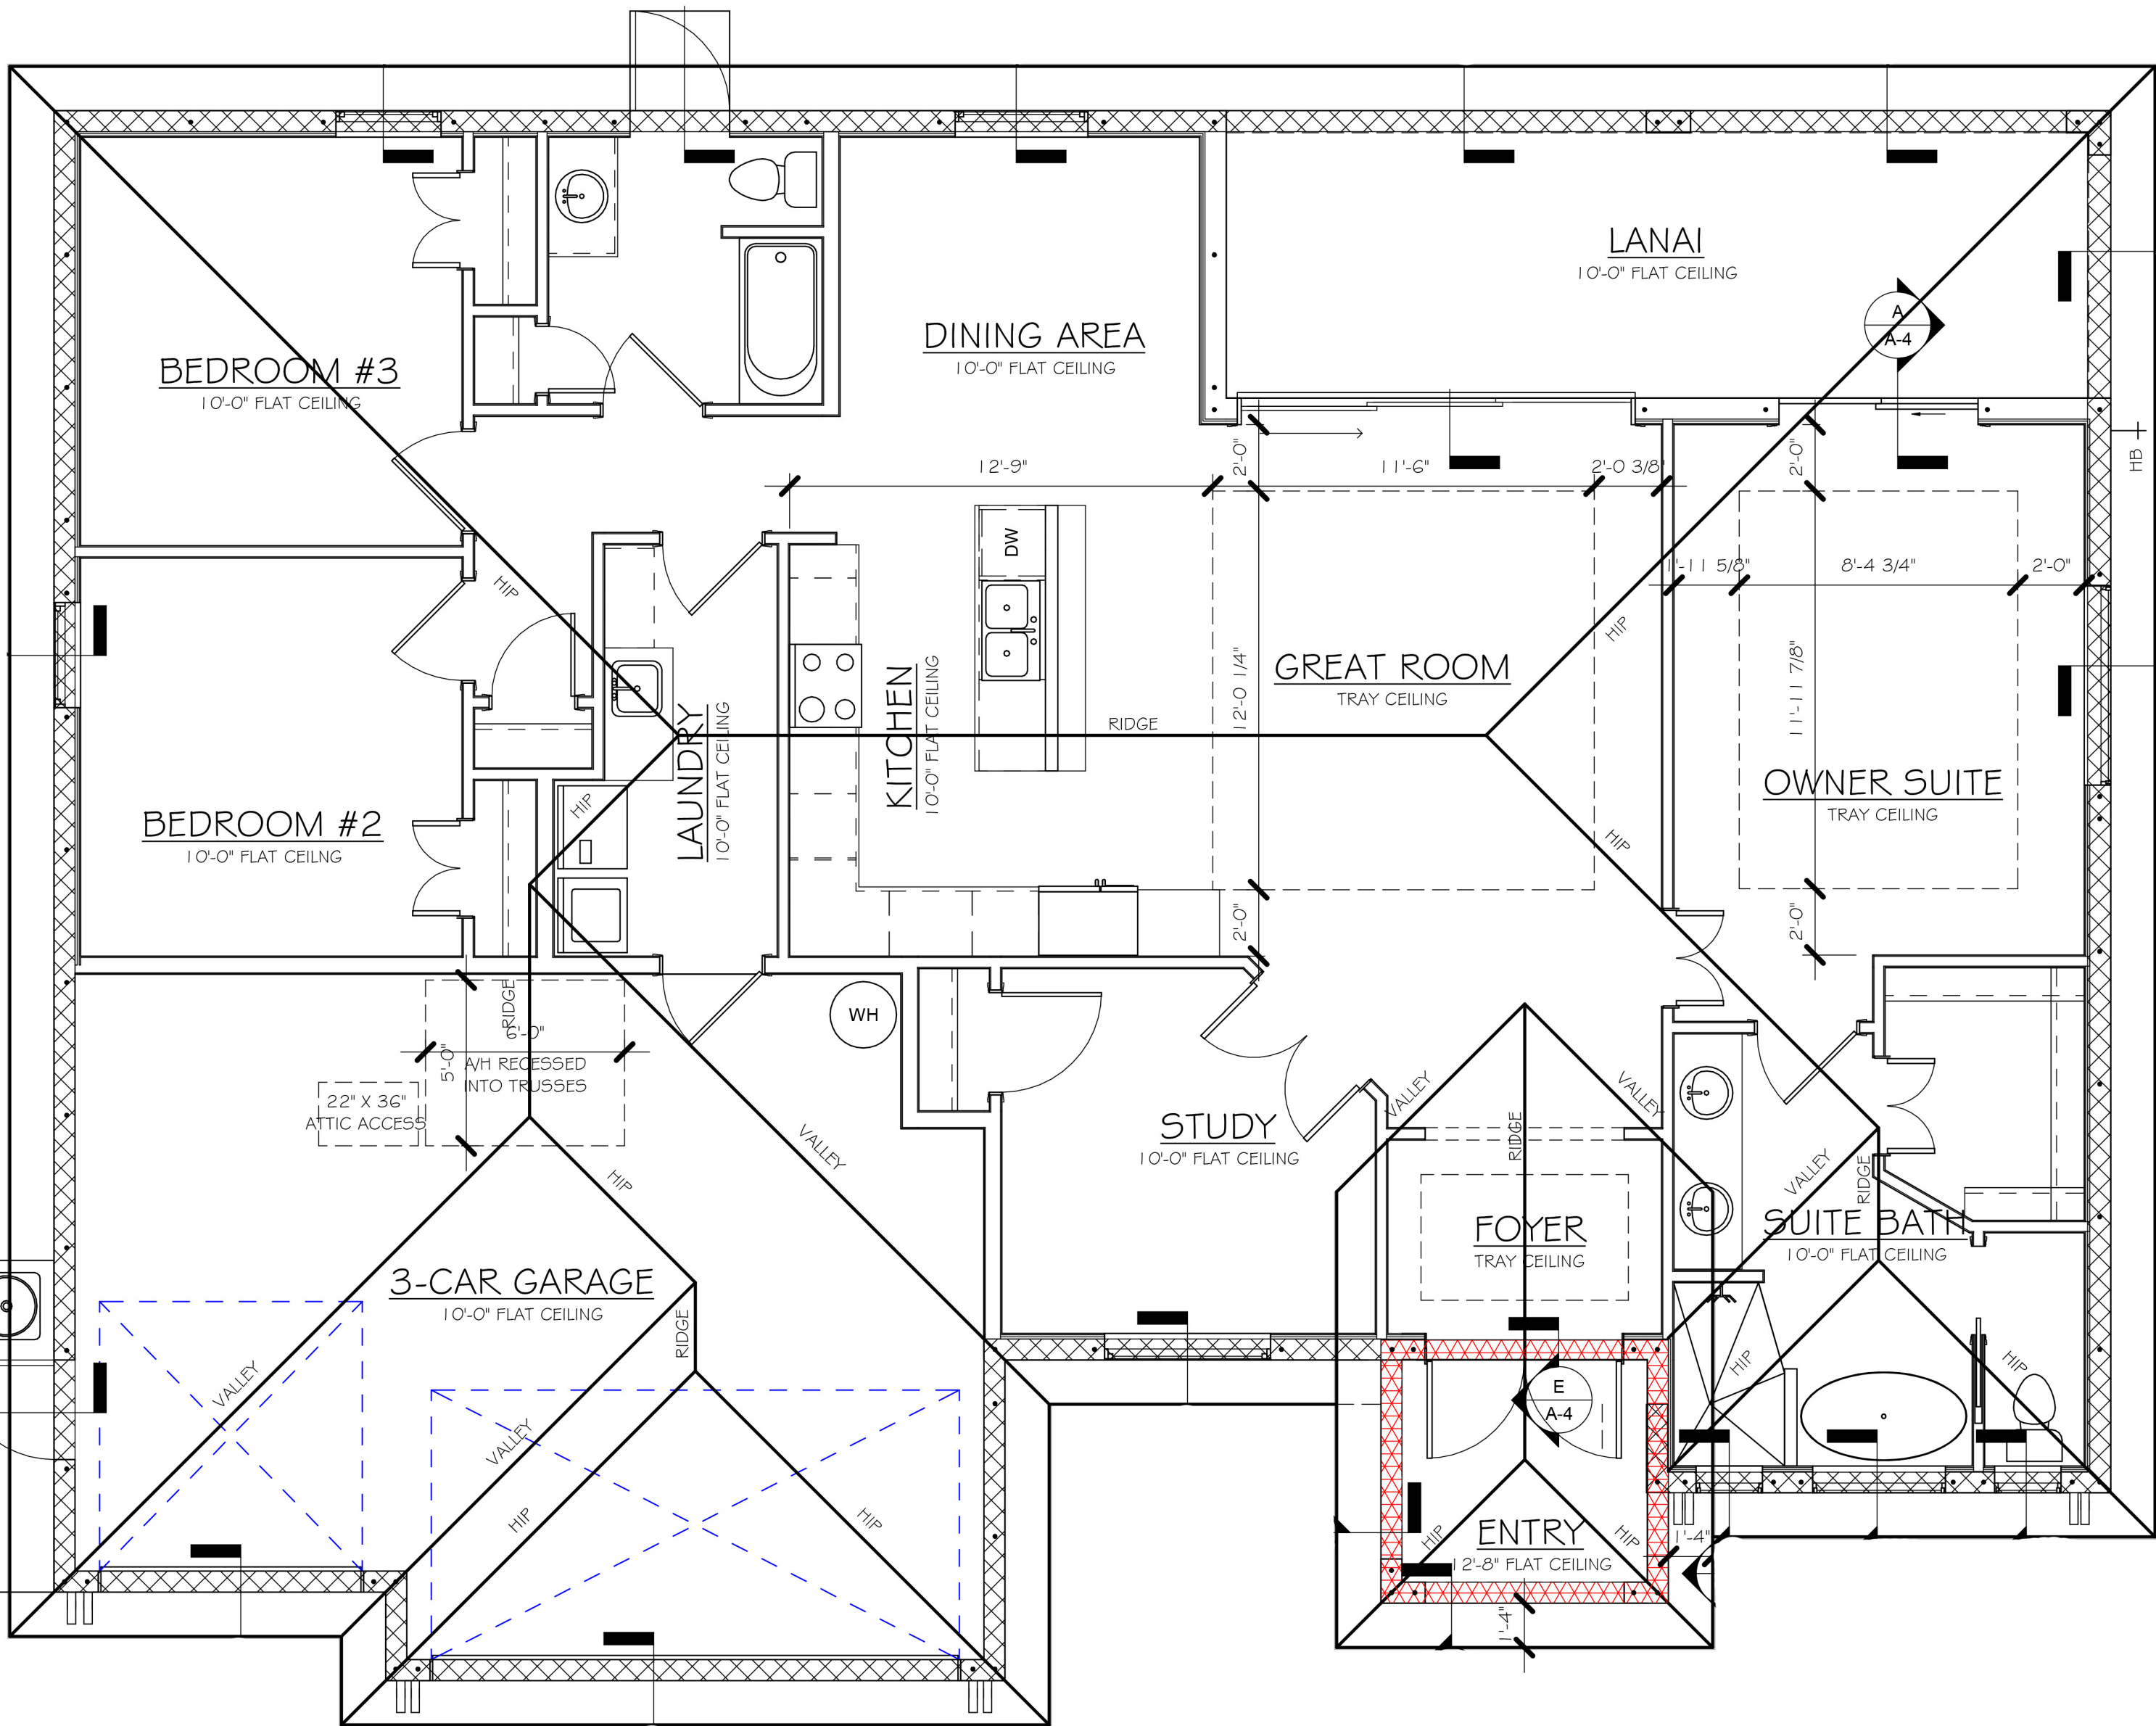 LANAI
10'-0" FLAT CEILING
A
A-4
DINING AREA
10'-0" FLAT CEILING
BEDROOM #3
10'-0" FLAT CEILING
12'-9"
2'-0"
11'-6"
2'-0 3/8"
2'-0"
HB
DW
1'-11 5/8"
8'-4 3/4"
2'-0"
HIP
HIP
GREAT ROOM
TRAY CEILING
12'-0 1/4"
11'-11 7/8"
KITCHEN
10'-0" FLAT CEILING
LAUNDRY
10'-0" FLAT CEILING
RIDGE
OWNER SUITE
TRAY CEILING
HIP
HIP
BEDROOM #2
10'-0" FLAT CEILNG
2'-0"
2'-0"
RIDGE
6'-0"
5'-0"
A/H RECESSED
INTO TRUSSES
22" X 36"
ATTIC ACCESS
WH
VALLEY
VALLEY
RIDGE
STUDY
10'-0" FLAT CEILING
VALLEY
HIP
VALLEY
RIDGE
FOYER
TRAY CEILING
SUITE BATH
10'-0" FLAT CEILING
3-CAR GARAGE
10'-0" FLAT CEILING
RIDGE
VALLEY
HIP
HIP
E
A-4
VALLEY
HIP
HIP
HIP
HIP
ENTRY
12'-8" FLAT CEILING
1'-4"
1'-4"